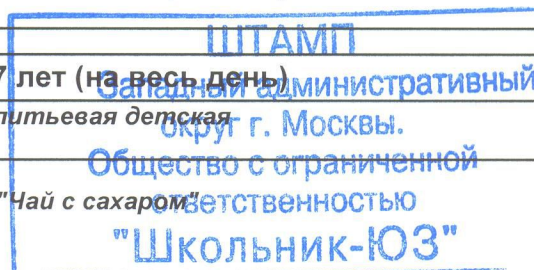 ШТАМП
7 лет (на весь день)
Западный административный
питьевая детская
округ г. Москвы.
Общество с ограниченной
"Чай с сахаром"
ответственностью
"Школьник-ЮЗ"